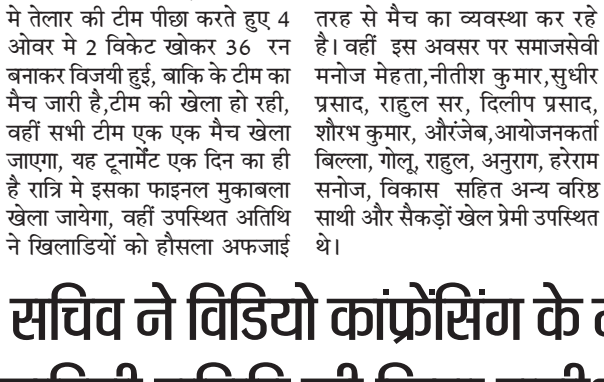 मे तेलार की टीम पीछा करते हुए 4
ओवर मे 2 विकेट खोकर 36 रन
बनाकर विजयी हुई, बाकि के टीम का
मैच जारी है,टीम की खेला हो रही,
वहीं सभी टीम एक एक मैच खेला
जाएगा, यह टूनार्मेंट एक दिन का ही
है रात्रि मे इसका फाइनल मुकाबला
खेला जायेगा, वहीं उपस्थित अतिथि
ने खिलाडियों को हौसला अफजाई
तरह से मैच का व्यवस्था कर रहे
है। वहीं इस अवसर पर समाजसेवी
मनोज मेहता,नीतीश कुमार,सुधीर
प्रसाद, राहुल सर, दिलीप प्रसाद,
शौरभ कुमार, औरंजेब,आयोजनकर्ता
बिल्ला, गोलू, राहुल, अनुराग, हरेराम
सनोज, विकास सहित अन्य वरिष्ठ
साथी और सैकड़ों खेल प्रेमी उपस्थित
थे।
सचिव ने विडियो कांफ्रेंसिंग के